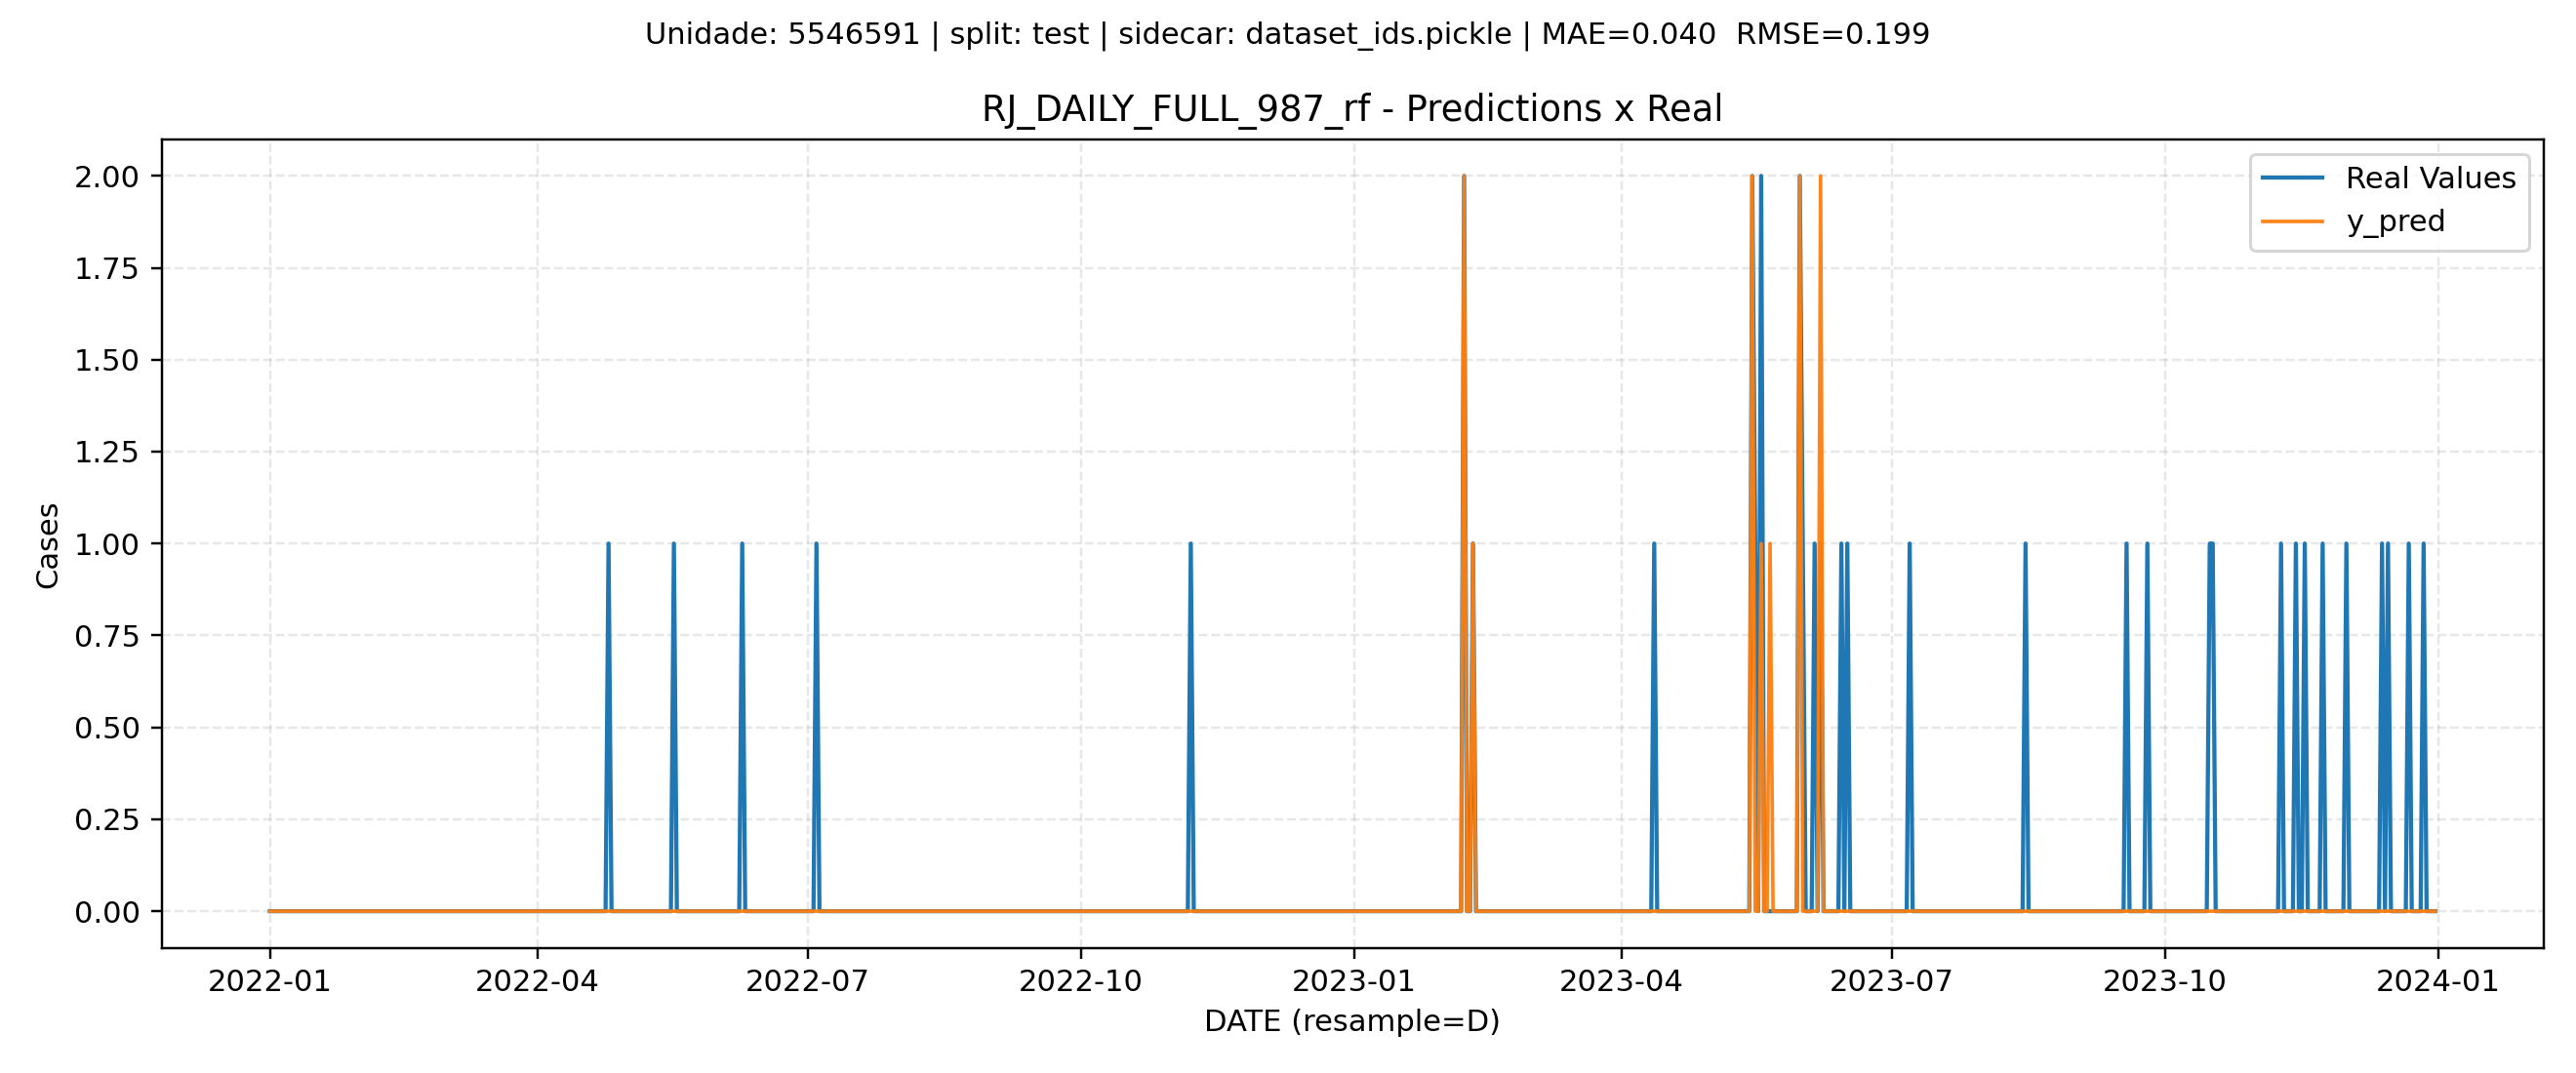 Unidade: 5546591 | split: test | sidecar: dataset_ids.pickle | MAE=0.040  RMSE=0.199
RJ_DAILY_FULL_987_rf - Predictions x Real
Real Values
y_pred
Cases
2.00
1.75
1.50
1.25
1.00
0.75
0.50
0.25
0.00
2022-01 2022-04 2022-07 2022-10 2023-01 2023-04 2023-07 2023-10 2024-01
DATE (resample=D)